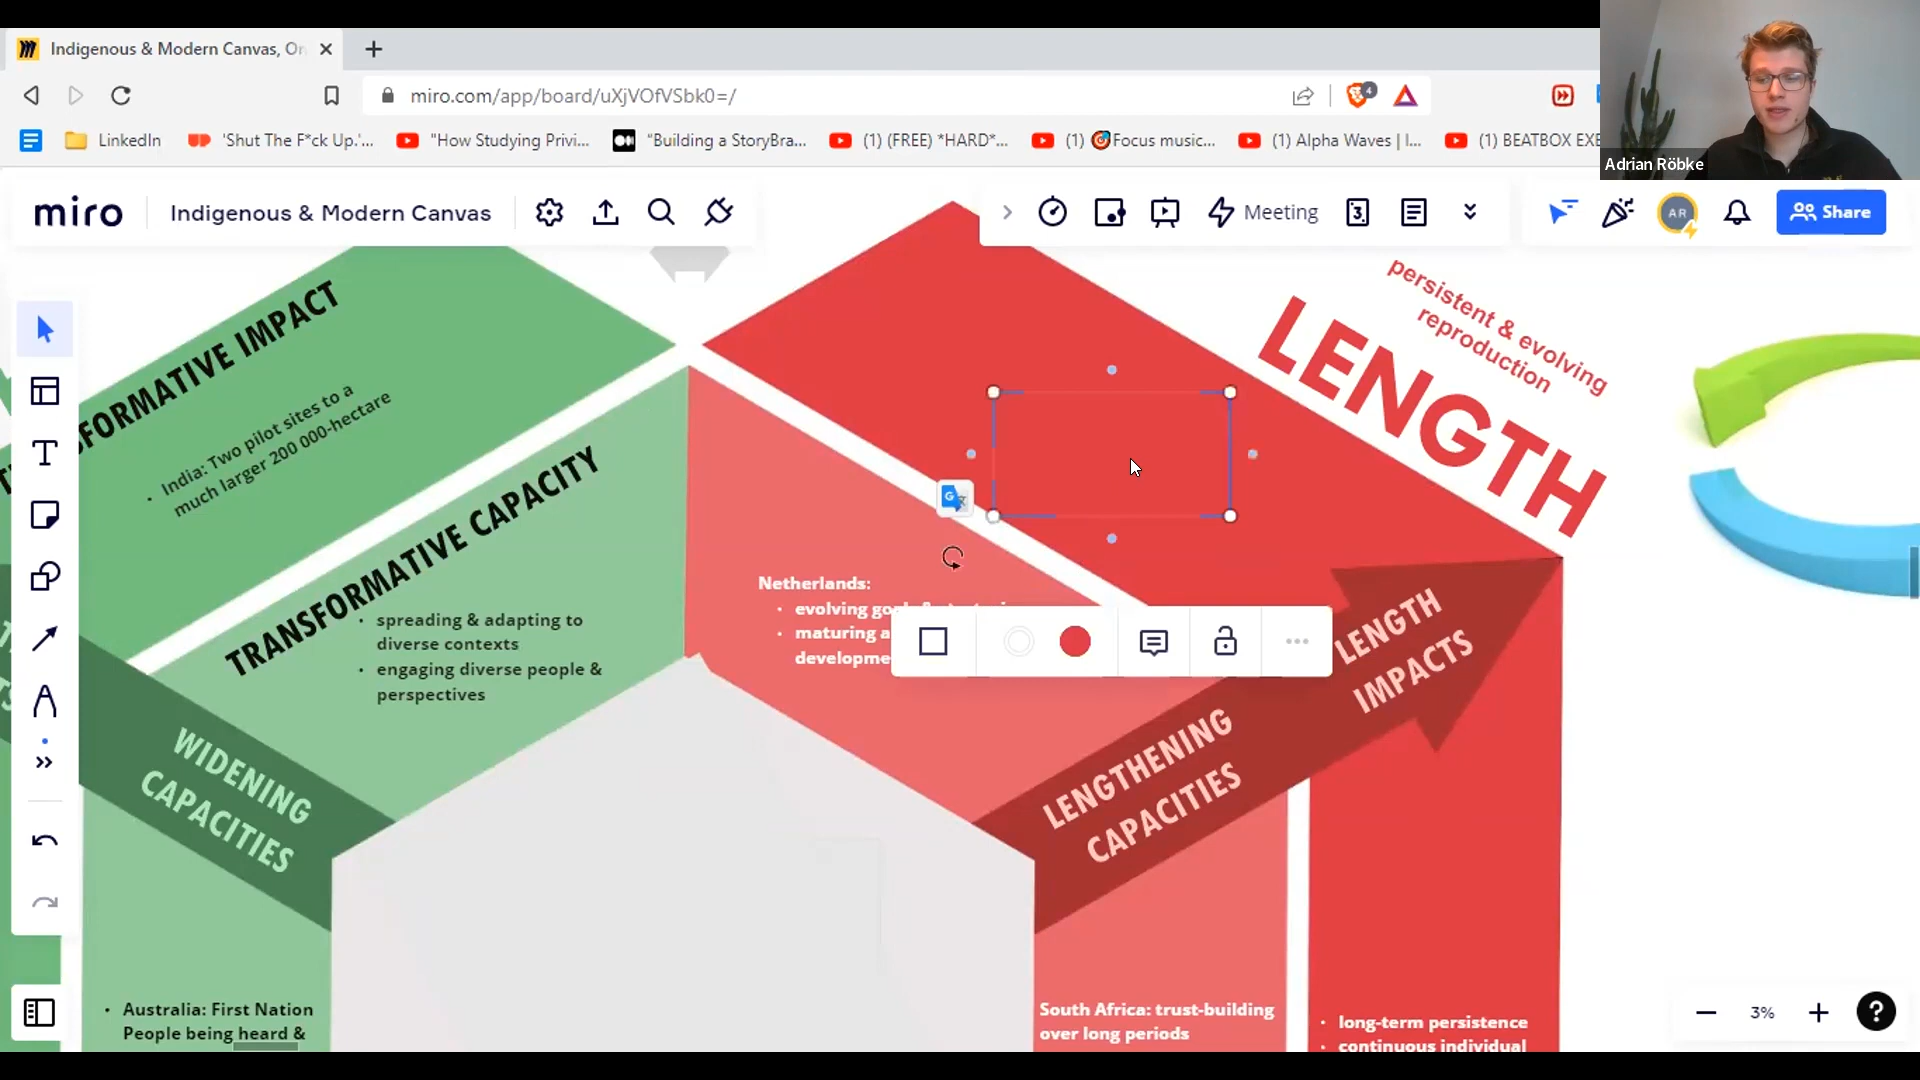 Indigenous & Modern Canvas, Or
miro.com/app/board/uXjVOfVSbk0=/
4
LinkedIn
'Shut The F*ck Up.'...
"How Studying Privi...
"Building a StoryBra...
(1) (FREE) *HARD*...
(1) 🎯Focus music...
(1) Alpha Waves | I...
(1) BEATBOX EXE
Adrian Röbke
miro
Indigenous & Modern Canvas
Meeting
AR
Share
persistent & evolving
reproduction
LENGTH
FORMATIVE IMPACT
• India: Two pilot sites to a
much larger 200 000-hectare
TRANSFORMATIVE CAPACITY
• spreading & adapting to
diverse contexts
• engaging diverse people &
perspectives
Netherlands:
• evolving
• maturing
developme
LENGTH
IMPACTS
LENGTHENING
CAPACITIES
WIDENING
CAPACITIES
• Australia: First Nation
People being heard &
South Africa: trust-building
over long periods
• long-term persistence
• continuous individual
3%